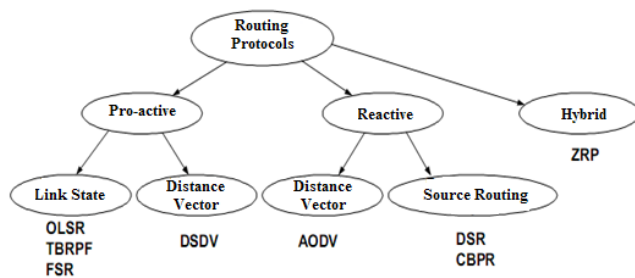 Routing
Protocols
Pro-active
Reactive
Hybrid
ZRP
Link State
Distance
Vector
Distance
Vector
Source Routing
OLSR
TBRPF
FSR
DSDV
AODV
DSR
CBPR